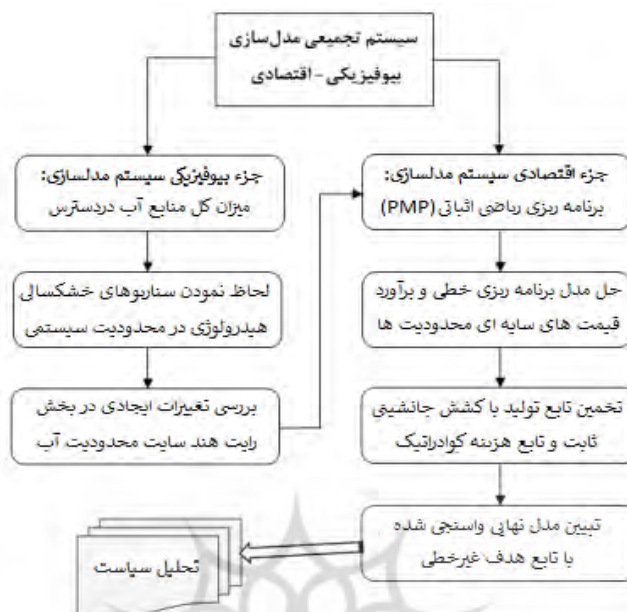 سیستم تجمیعی مدل‌سازی
بیوفیزیکی - اقتصادی
جزء بیوفیزیکی سیستم مدلسازی:
میزان کل منابع آب دردسترس
لحاظ نمودن سناریوهای خشکسالی
هیدرولوژی در محدودیت سیستمی
بررسی تغییرات ایجادی در بخش
رایت هند سایت محدودیت آب
جزء اقتصادی سیستم مدلسازی:
برنامه ریزی ریاضی اثباتی (PMP)
حل مدل برنامه ریزی خطی و برآورد
قیمت های سایه ای محدودیت ها
تخمین تابع تولید با کشش جانشینی
ثابت و تابع هزینه کوادراتیک
تبیین مدل نهایی واسنجی شده
با تابع هدف غیرخطی
تحلیل سیاست